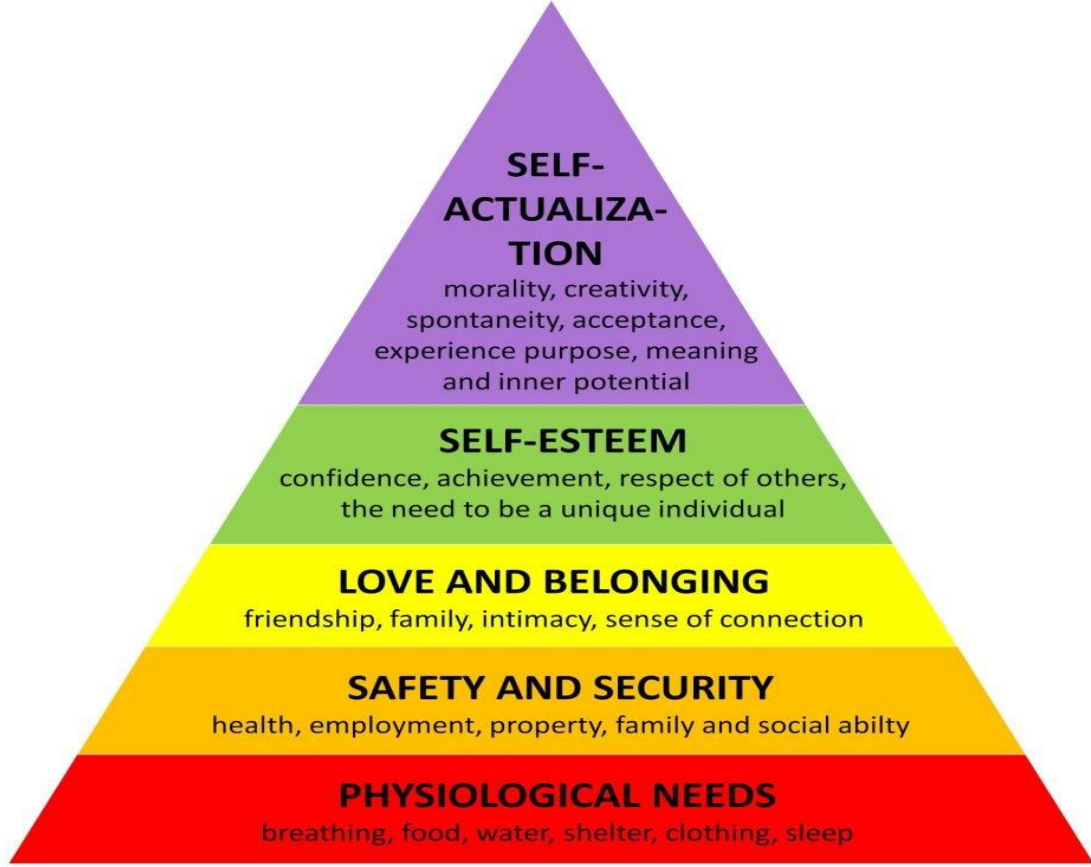 SELF-
ACTUALIZA-
TION
morality, creativity,
spontaneity, acceptance,
experience purpose, meaning
and inner potential
SELF-ESTEEM
confidence, achievement, respect of others,
the need to be a unique individual
LOVE AND BELONGING
friendship, family, intimacy, sense of connection
SAFETY AND SECURITY
health, employment, property, family and social abilty
PHYSIOLOGICAL NEEDS
breathing, food, water, shelter, clothing, sleep